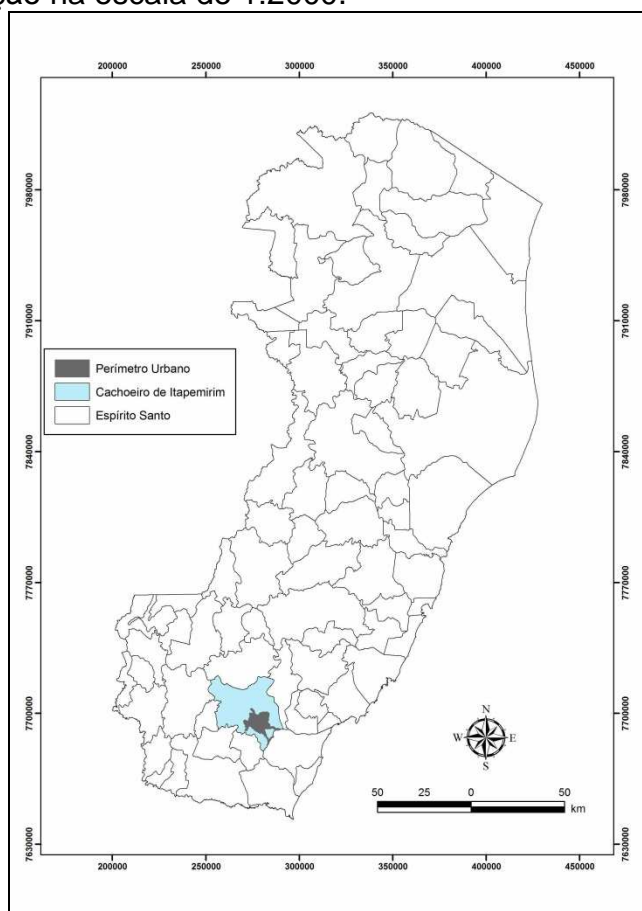 ção na escala de 1:2000.
200000 250000 300000 350000 400000 450000
7980000 7980000
7910000 7910000
Perímetro Urbano
Cachoeiro de Itapemirim
Espírito Santo
7840000 7840000
7770000 7770000
7700000 7700000
N
W E
S
50 25 0 50
km
7630000 7630000
200000 250000 300000 350000 400000 450000